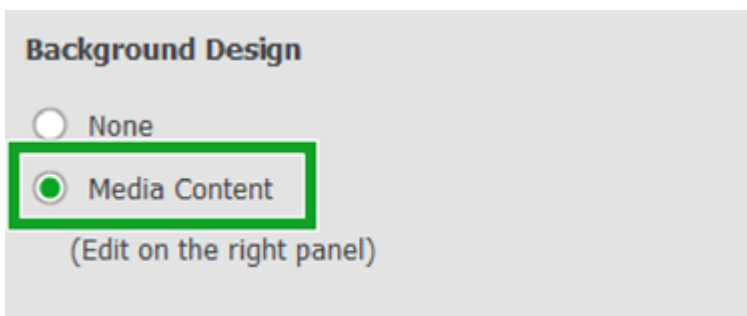 Background Design
None
Media Content
(Edit on the right panel)